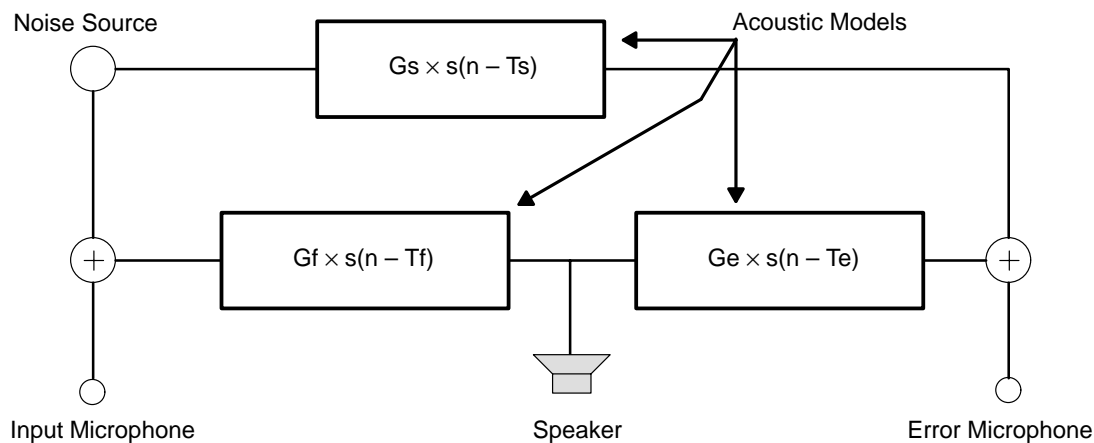 Noise Source
Acoustic Models
Gs × s(n – Ts)
Gf × s(n – Tf)
Ge × s(n – Te)
+
+
Input Microphone
Speaker
Error Microphone